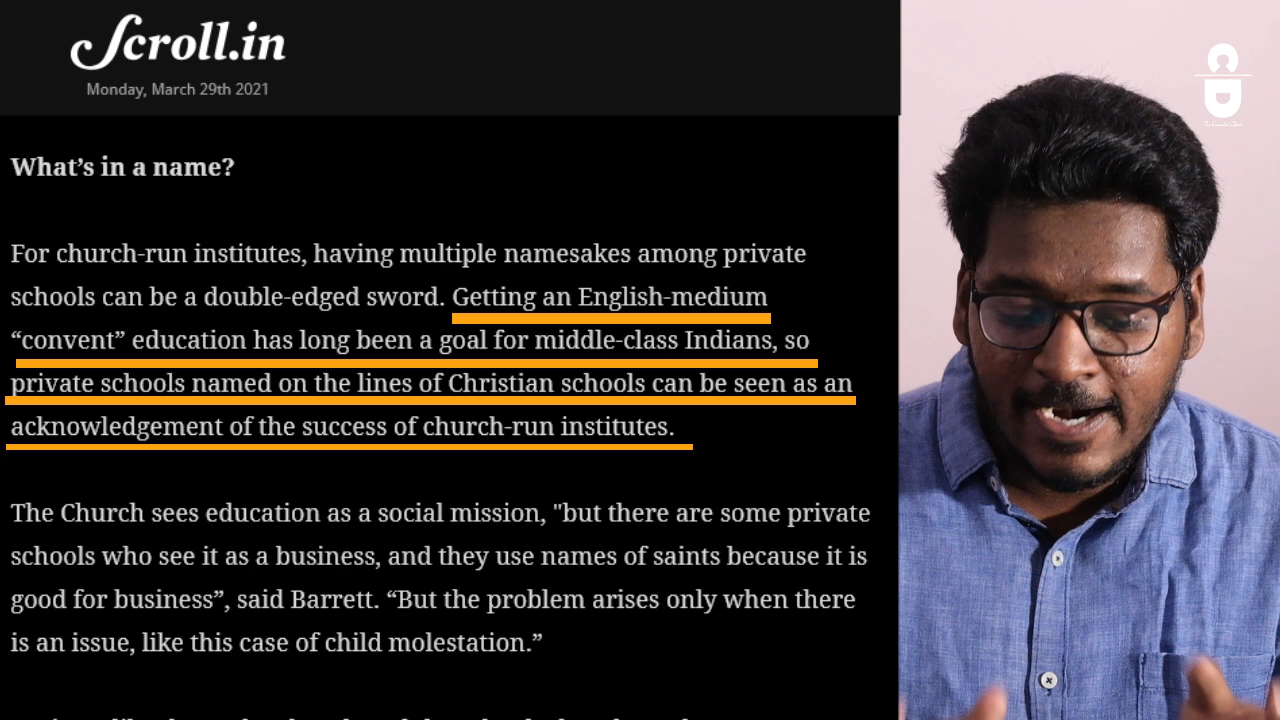 Scroll.in
Monday, March 29th 2021
What’s in a name?
For church-run institutes, having multiple namesakes among private
schools can be a double-edged sword. Getting an English-medium
“convent” education has long been a goal for middle-class Indians, so
private schools named on the lines of Christian schools can be seen as an
acknowledgement of the success of church-run institutes.
The Church sees education as a social mission, "but there are some private
schools who see it as a business, and they use names of saints because it is
good for business”, said Barrett. “But the problem arises only when there
is an issue, like this case of child molestation.”